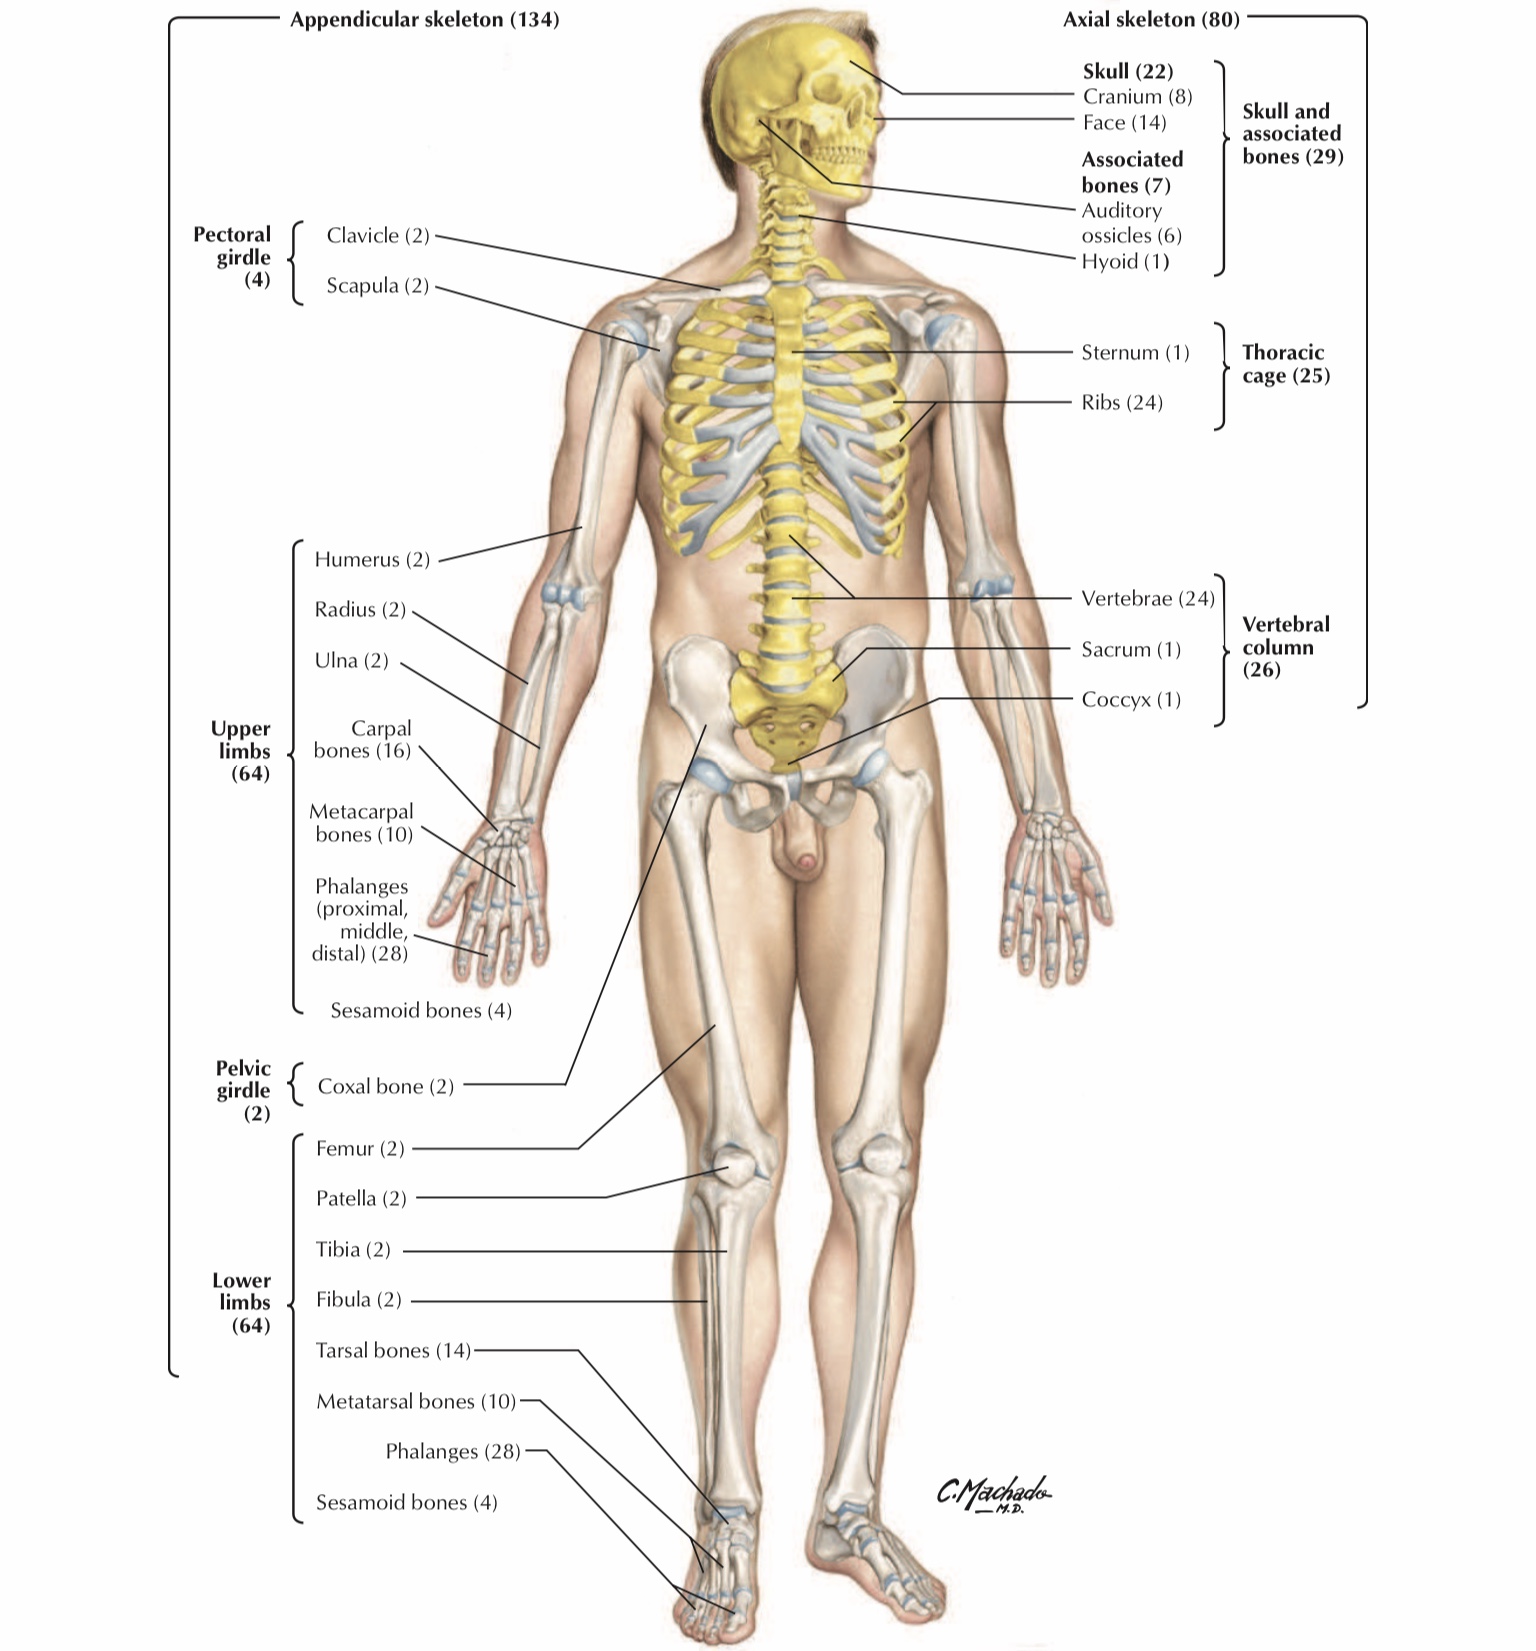 Appendicular skeleton (134)
Axial skeleton (80)
Skull (22)
Cranium (8)
Face (14)
Associated
bones (7)
Auditory
ossicles (6)
Hyoid (1)
Skull and
associated
bones (29)
Pectoral
girdle
(4)
Clavicle (2)
Scapula (2)
Sternum (1)
Ribs (24)
Thoracic
cage (25)
Humerus (2)
Radius (2)
Ulna (2)
Carpal
bones (16)
Metacarpal
bones (10)
Phalanges
(proximal,
middle,
distal) (28)
Sesamoid bones (4)
Upper
limbs
(64)
Vertebrae (24)
Sacrum (1)
Coccyx (1)
Vertebral
column
(26)
Pelvic
girdle
(2)
Coxal bone (2)
Femur (2)
Patella (2)
Tibia (2)
Fibula (2)
Tarsal bones (14)
Metatarsal bones (10)
Phalanges (28)
Sesamoid bones (4)
Lower
limbs
(64)
C.Machado
M.D.